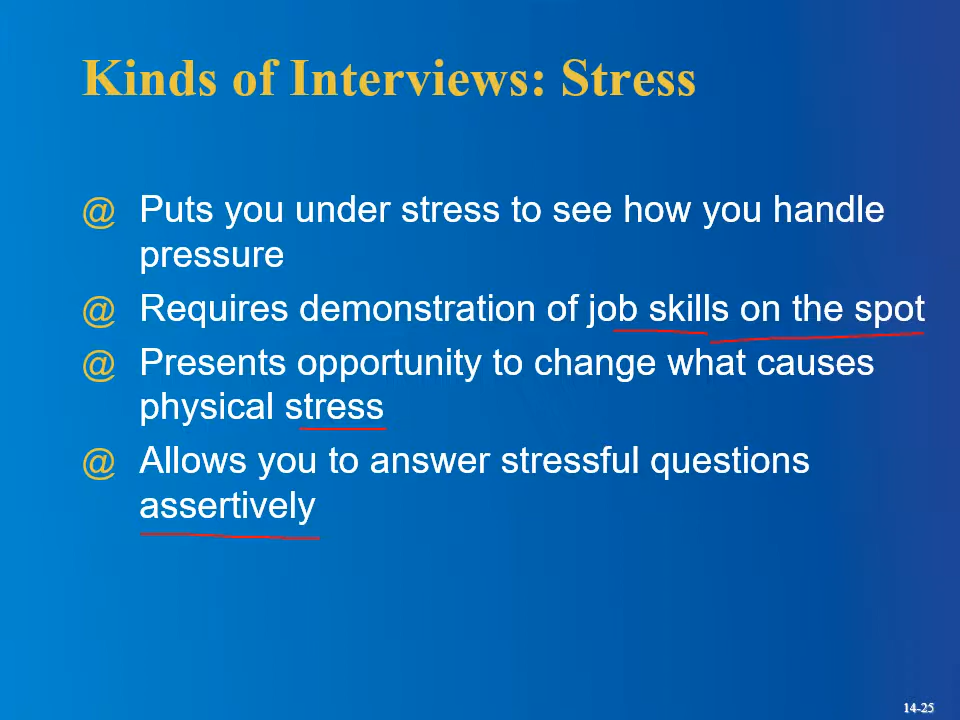 Kinds of Interviews: Stress
@ Puts you under stress to see how you handle
pressure
@ Requires demonstration of job skills on the spot
@ Presents opportunity to change what causes
physical stress
@ Allows you to answer stressful questions
assertively
14-25